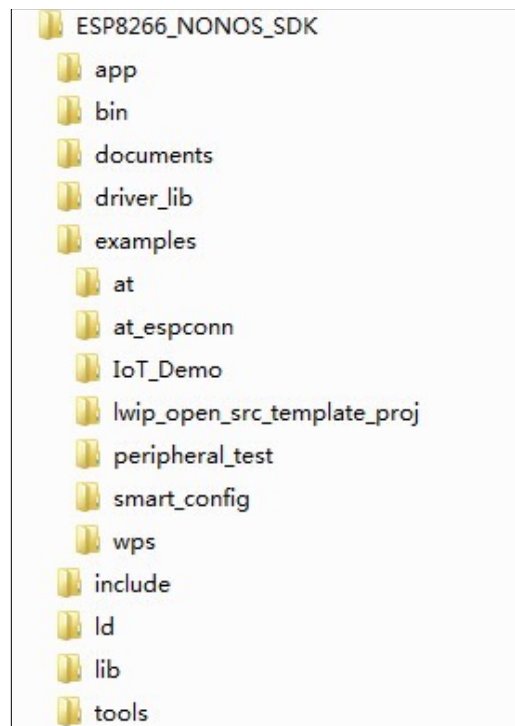 ESP8266_NONOS_SDK
app
bin
documents
driver_lib
examples
at
at_espconn
IoT_Demo
lwip_open_src_template_proj
peripheral_test
smart_config
wps
include
ld
lib
tools